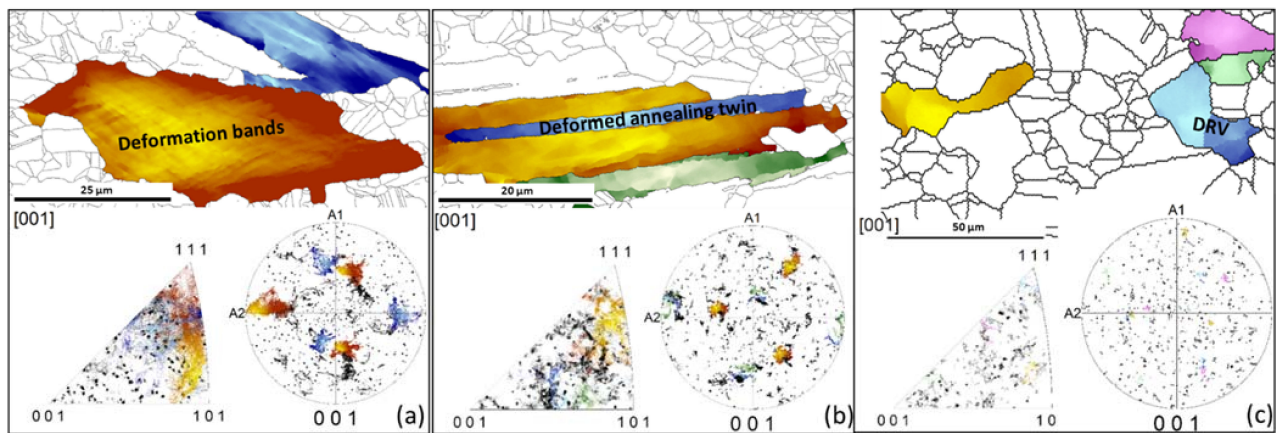 Deformation bands
25 μm
[001]
1 1 1
A1
A2
0 0 1
1 0 1
0 0 1
(a)
Deformed annealing twin
20 μm
[001]
1 1 1
A1
A2
0 0 1
1 0 1
0 0 1
(b)
DRV
[001]
50 μm
1 1 1
A1
A2
0 0 1
1 0
0 0 1
(c)